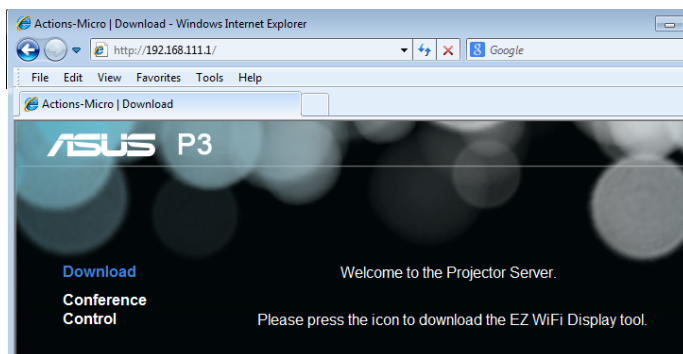 Actions-Micro | Download - Windows Internet Explorer
http://192.168.111.1/
Google
File Edit View Favorites Tools Help
Actions-Micro | Download
ASUS P3
Download
Welcome to the Projector Server.
Conference
Control
Please press the icon to download the EZ WiFi Display tool.